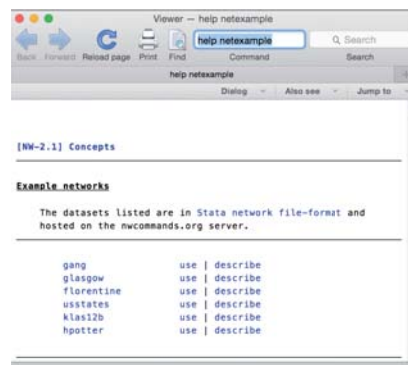 Viewer — help netexample
help netexample
Search
Back Forward Reload page Print Find Command Search
help netexample
Dialog Also see Jump to
[NW-2.1] Concepts
Example networks
The datasets listed are in Stata network file-format and
hosted on the nwcommands.org server.
gang use | describe
glasgow use | describe
florentine use | describe
usstates use | describe
klas12b use | describe
hpotter use | describe